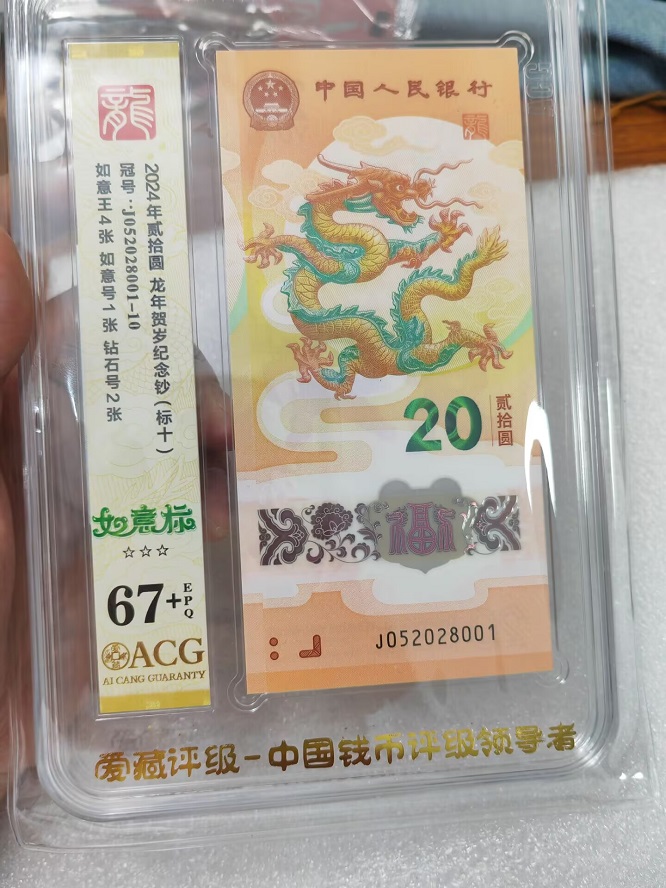 龍
2024年贰拾圆 龙年贺岁纪念钞(标十)
冠号:J052028001-10
如意王4张 如意号1张 钻石号2张
如意标
☆☆☆
67+EPQ
ACG
AI CANG GUARANTY
中国人民银行
龍
20
贰拾圆
福
J052028001
爱藏评级-中国钱币评级领导者